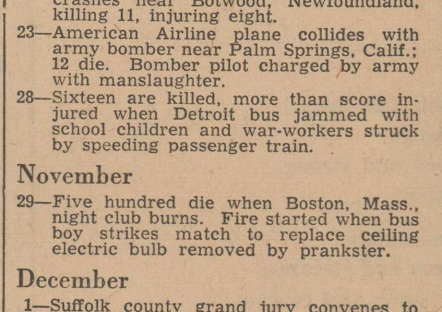 crashes near Botwood, Newfoundland,
killing 11, injuring eight.
23—American Airline plane collides with
army bomber near Palm Springs, Calif.;
12 die. Bomber pilot charged by army
with manslaughter.
28—Sixteen are killed, more than score in-
jured when Detroit bus jammed with
school children and war-workers struck
by speeding passenger train.
November
29—Five hundred die when Boston, Mass.,
night club burns. Fire started when bus
boy strikes match to replace ceiling
electric bulb removed by prankster.
December
1—Suffolk county grand jury convenes to